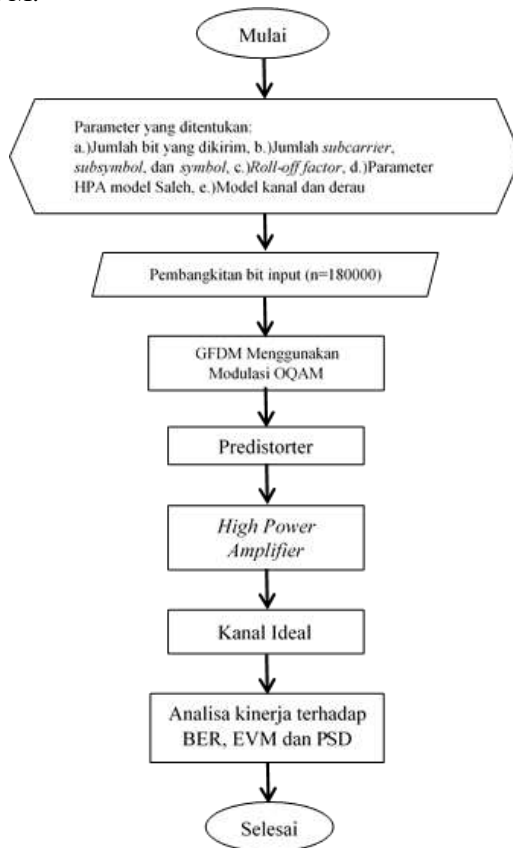 M.
Mulai
Parameter yang ditentukan:
a.)Jumlah bit yang dikirim, b.)Jumlah subcarrier,
subsymbol, dan symbol, c.)Roll-off factor, d.)Parameter
HPA model Saleh, e.)Model kanal dan derau
Pembangkitan bit input (n=180000)
GFDM Menggunakan
Modulasi OQAM
Predistorter
High Power
Amplifier
Kanal Ideal
Analisa kinerja terhadap
BER, EVM dan PSD
Selesai